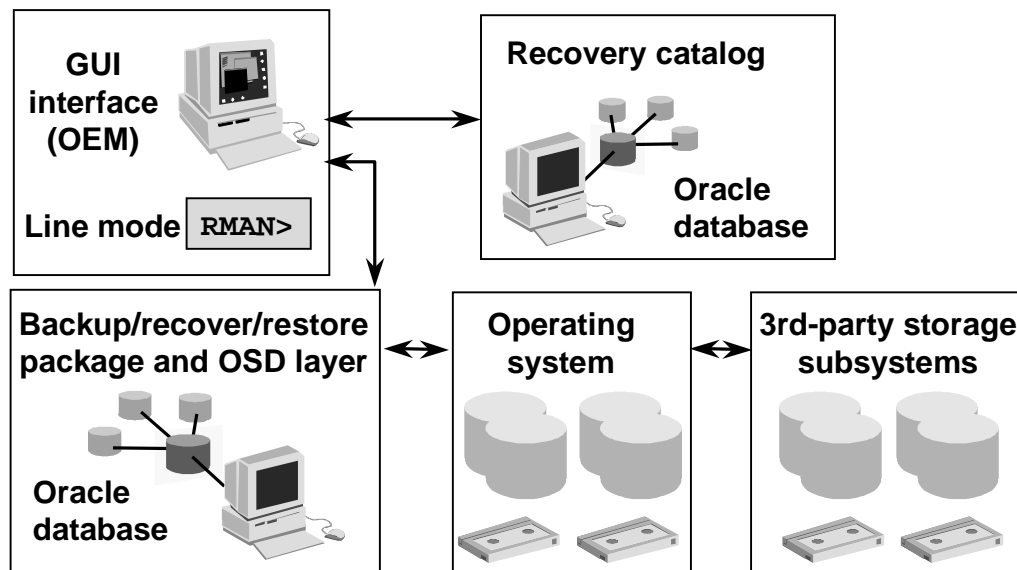 GUI
interface
(OEM)
Line mode
RMAN>
Recovery catalog
Oracle
database
Backup/recover/restore
package and OSD layer
Oracle
database
Operating
system
3rd-party storage
subsystems